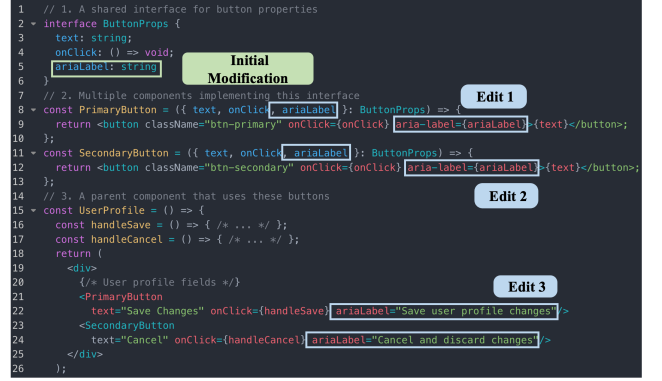 1 // 1. A shared interface for button properties
2 interface ButtonProps {
3 text: string;
4 onClick: () => void;
5 ariaLabel: string
Initial
Modification
6 }
7 // 2. Multiple components implementing this interface
Edit 1
8 const PrimaryButton = ({ text, onClick, ariaLabel }: ButtonProps) => {
9 return <button className="btn-primary" onClick={onClick} aria-label={ariaLabel}>{text}</button>;
10 };
11 const SecondaryButton = ({ text, onClick, ariaLabel }: ButtonProps) => {
12 return <button className="btn-secondary" onClick={onClick} aria-label={ariaLabel}>{text}</button>;
13 };
Edit 2
14 // 3. A parent component that uses these buttons
15 const UserProfile = () => {
16 const handleSave = () => { /* ... */ };
17 const handleCancel = () => { /* ... */ };
18 return (
19 <div>
20 {/* User profile fields */}
Edit 3
21 <PrimaryButton
22 text="Save Changes" onClick={handleSave} ariaLabel="Save user profile changes"/>
23 <SecondaryButton
24 text="Cancel" onClick={handleCancel} ariaLabel="Cancel and discard changes"/>
25 </div>
26 );